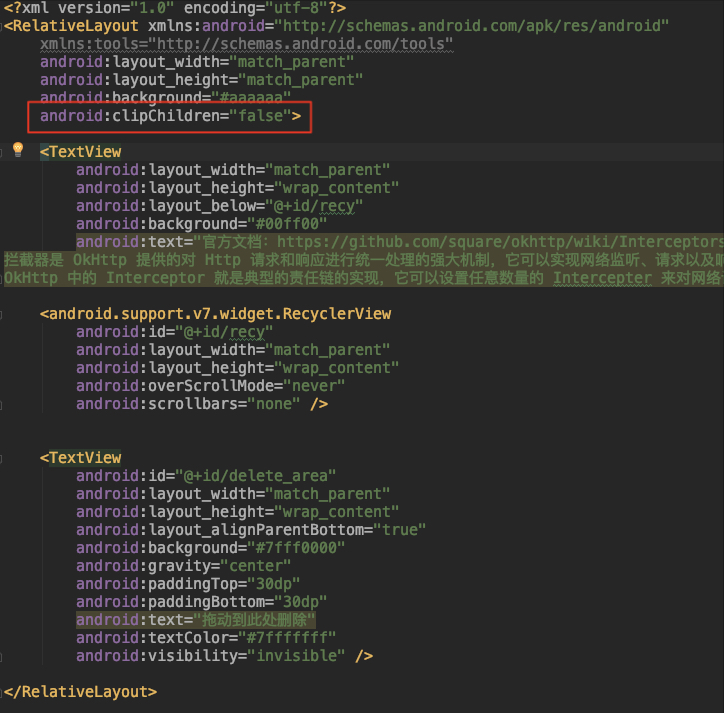 <?xml version="1.0" encoding="utf-8"?>
<RelativeLayout xmlns:android="http://schemas.android.com/apk/res/android"
xmlns:tools="http://schemas.android.com/tools"
android:layout_width="match_parent"
android:layout_height="match_parent"
android:background="#aaaaaa"
android:clipChildren="false">
<TextView
android:layout_width="match_parent"
android:layout_height="wrap_content"
android:layout_below="@+id/recy"
android:background="#00ff00"
android:text="官方文档：https://github.com/square/okhttp/wiki/Interceptors
拦截器是 OkHttp 提供的对 Http 请求和响应进行统一处理的强大机制，它可以实现网络监听、请求以及
OkHttp 中的 Interceptor 就是典型的责任链的实现，它可以设置任意数量的 Intercepter 来对网络
<android.support.v7.widget.RecyclerView
android:id="@+id/recy"
android:layout_width="match_parent"
android:layout_height="wrap_content"
android:overScrollMode="never"
android:scrollbars="none" />
<TextView
android:id="@+id/delete_area"
android:layout_width="match_parent"
android:layout_height="wrap_content"
android:layout_alignParentBottom="true"
android:background="#7fff0000"
android:gravity="center"
android:paddingTop="30dp"
android:paddingBottom="30dp"
android:text="拖动到此处删除"
android:textColor="#7fffffff"
android:visibility="invisible" />
</RelativeLayout>